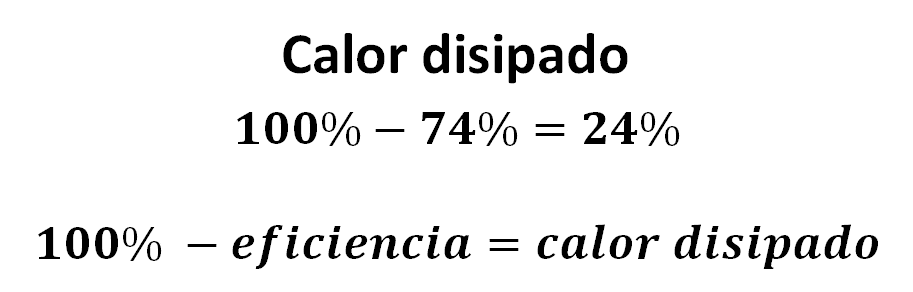 Calor disipado
100% − 74% = 24%
100% − eficiencia = calor disipado